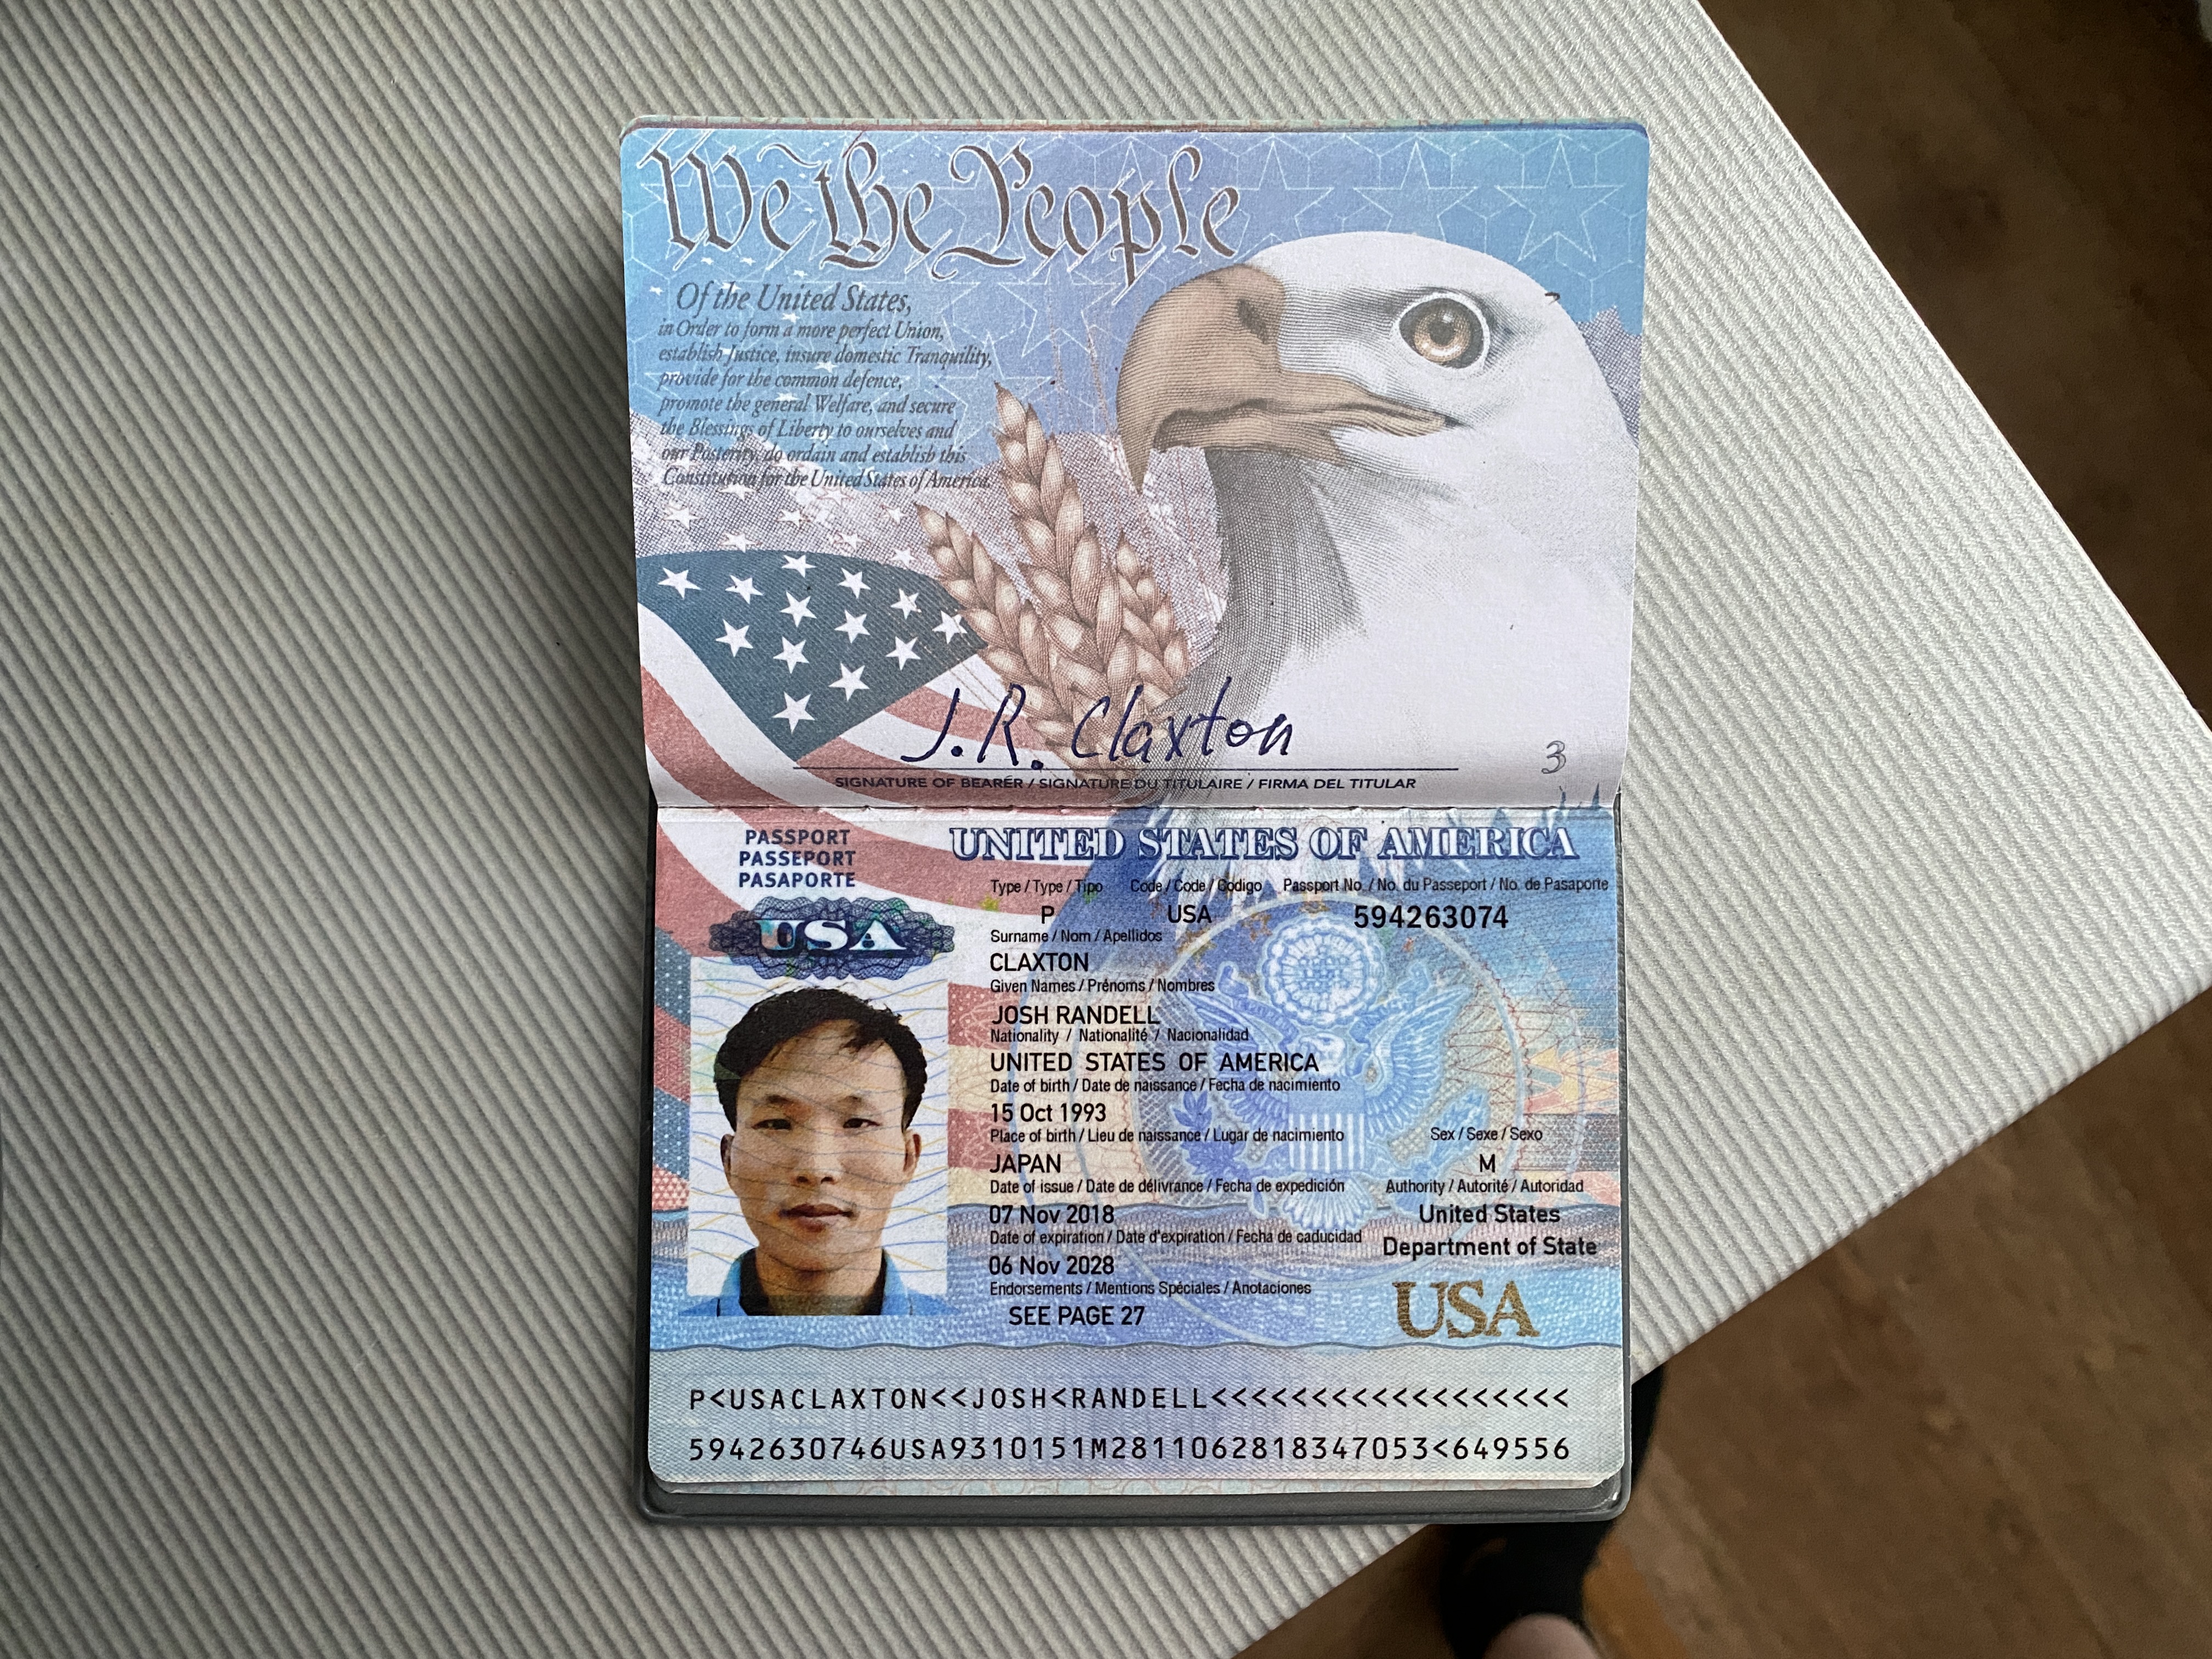 We the People
Of the United States,
in Order to form a more perfect Union,
establish Justice, insure domestic Tranquility,
provide for the common defence,
promote the general Welfare, and secure
the Blessings of Liberty to ourselves and
our Posterity, do ordain and establish this
Constitution for the United States of America.
J.R. Claxton
SIGNATURE OF BEARER / SIGNATURE DU TITULAIRE / FIRMA DEL TITULAR
3
PASSPORT
PASSEPORT
PASAPORTE
USA
UNITED STATES OF AMERICA
Type / Type / Tipo Code / Code / Codigo Passport No. / No. du Passeport / No. de Pasaporte
P USA 594263074
Surname / Nom / Apellidos
CLAXTON
Given Names / Prénoms / Nombres
JOSH RANDELL
Nationality / Nationalité / Nacionalidad
UNITED STATES OF AMERICA
Date of birth / Date de naissance / Fecha de nacimiento
15 Oct 1993
Place of birth / Lieu de naissance / Lugar de nacimiento Sex / Sexe / Sexo
JAPAN M
Date of issue / Date de délivrance / Fecha de expedición Authority / Autorité / Autoridad
07 Nov 2018 United States
Date of expiration / Date d'expiration / Fecha de caducidad Department of State
06 Nov 2028
Endorsements / Mentions Spéciales / Anotaciones
SEE PAGE 27
USA
P<USACLAXTON<<JOSH<RANDELL<<<<<<<<<<<<<<<<<<
5942630746USA9310151M2811062818347053<649556